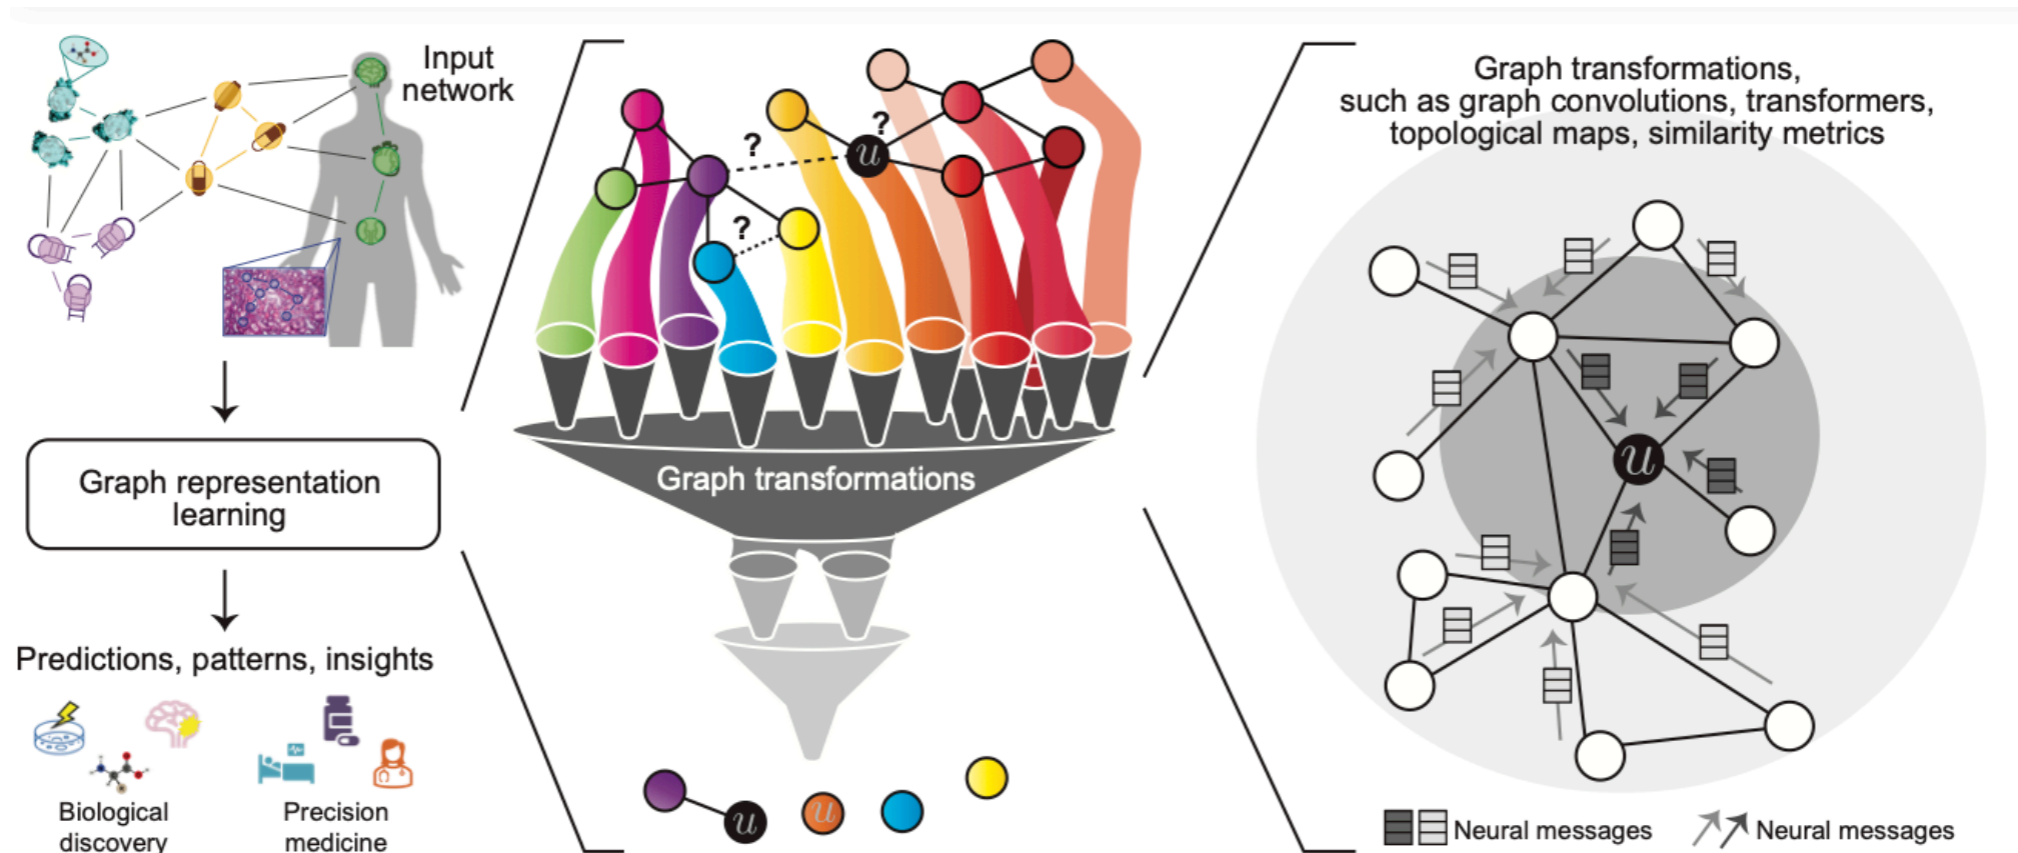 Input
network
Graph representation
learning
Predictions, patterns, insights
Biological
discovery
Precision
medicine
?
?
?
u
Graph transformations
u
u
Graph transformations,
such as graph convolutions, transformers,
topological maps, similarity metrics
u
Neural messages
Neural messages